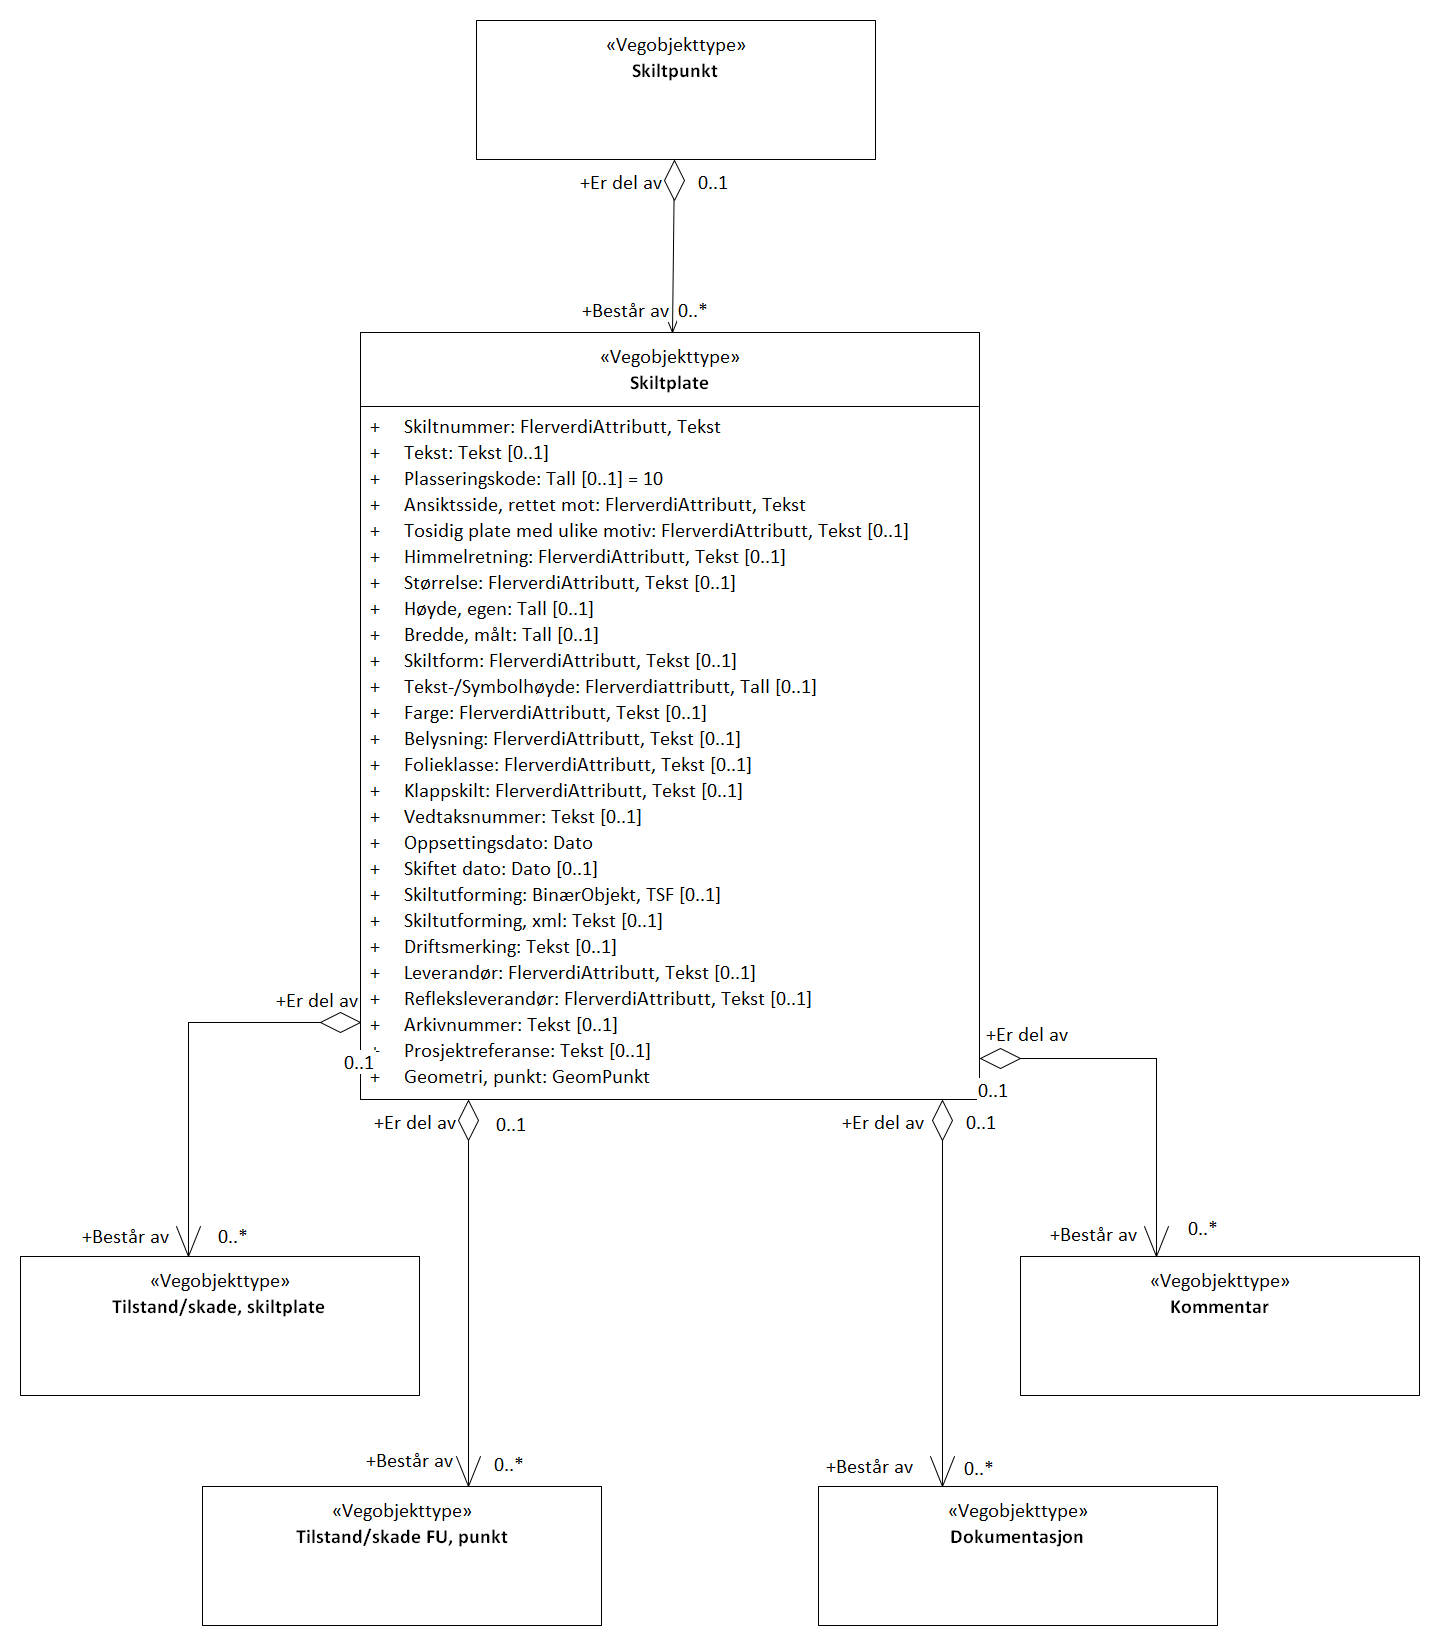 «Vegobjekttype»
Skiltpunkt
+Er del av 0..1
+Består av 0..*
«Vegobjekttype»
Skiltplate
+ Skiltnummer: FlerverdiAttributt, Tekst
+ Tekst: Tekst [0..1]
+ Plasseringskode: Tall [0..1] = 10
+ Ansiktsside, rettet mot: FlerverdiAttributt, Tekst
+ Tosidig plate med ulike motiv: FlerverdiAttributt, Tekst [0..1]
+ Himmelretning: FlerverdiAttributt, Tekst [0..1]
+ Størrelse: FlerverdiAttributt, Tekst [0..1]
+ Høyde, egen: Tall [0..1]
+ Bredde, målt: Tall [0..1]
+ Skiltform: FlerverdiAttributt, Tekst [0..1]
+ Tekst-/Symbolhøyde: Flerverdiattributt, Tall [0..1]
+ Farge: FlerverdiAttributt, Tekst [0..1]
+ Belysning: FlerverdiAttributt, Tekst [0..1]
+ Folieklasse: FlerverdiAttributt, Tekst [0..1]
+ Klappskilt: FlerverdiAttributt, Tekst [0..1]
+ Vedtaksnummer: Tekst [0..1]
+ Oppsettingsdato: Dato
+ Skiftet dato: Dato [0..1]
+ Skiltutforming: BinærObjekt, TSF [0..1]
+ Skiltutforming, xml: Tekst [0..1]
+ Driftsmerking: Tekst [0..1]
+ Leverandør: FlerverdiAttributt, Tekst [0..1]
+ Refleksleverandør: FlerverdiAttributt, Tekst [0..1]
+ Arkivnummer: Tekst [0..1]
+ Prosjektreferanse: Tekst [0..1]
+ Geometri, punkt: GeomPunkt
+Er del av
0..1
+Er del av
0..1
+Er del av 0..1
+Er del av 0..1
+Består av 0..*
+Består av 0..*
«Vegobjekttype»
Tilstand/skade, skiltplate
«Vegobjekttype»
Kommentar
+Består av 0..*
+Består av 0..*
«Vegobjekttype»
Tilstand/skade FU, punkt
«Vegobjekttype»
Dokumentasjon